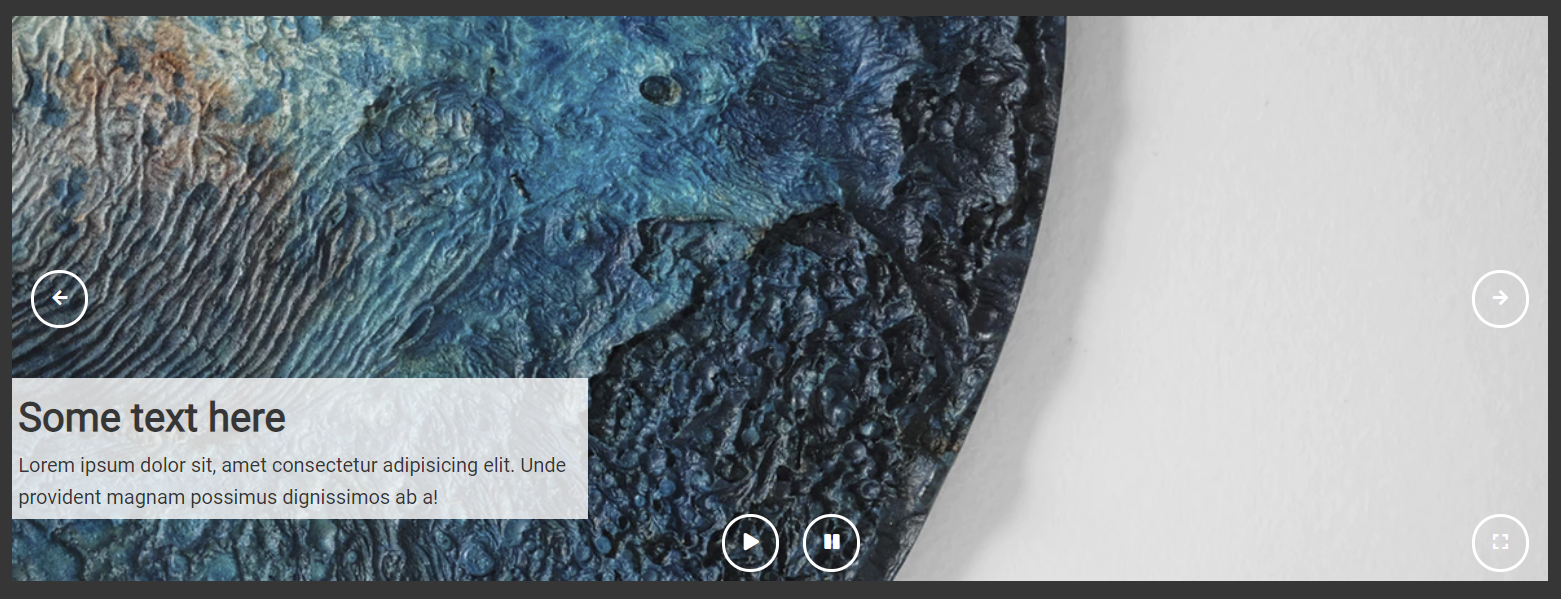 Some text here
Lorem ipsum dolor sit, amet consectetur adipisicing elit. Unde
provident magnam possimus dignissimos ab a!